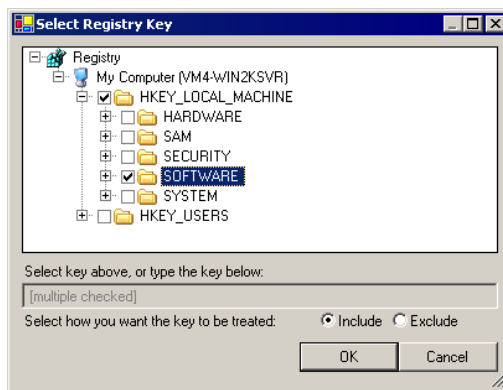 Select Registry Key
Registry
My Computer (VM4-WIN2KSVR)
HKEY_LOCAL_MACHINE
HARDWARE
SAM
SECURITY
SOFTWARE
SYSTEM
HKEY_USERS
Select key above, or type the key below:
[multiple checked]
Select how you want the key to be treated: Include Exclude
OK Cancel